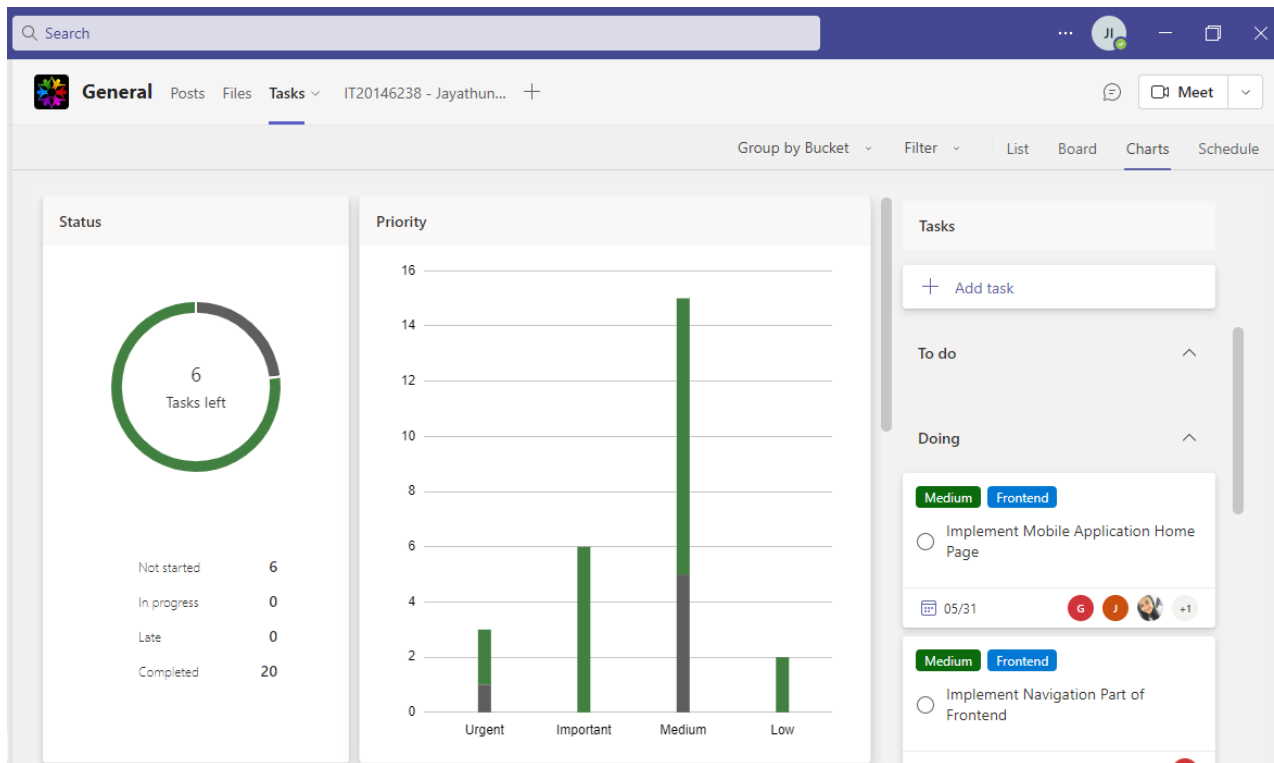 Search
JI
General Posts Files Tasks IT20146238 - Jayathun...
Meet
Group by Bucket Filter List Board Charts Schedule
Status
6
Tasks left
Not started 6
In progress 0
Late 0
Completed 20
Priority
16
14
12
10
8
6
4
2
0
Urgent Important Medium Low
Tasks
Add task
To do
Doing
Medium Frontend
Implement Mobile Application Home
Page
05/31 G J +1
Medium Frontend
Implement Navigation Part of
Frontend